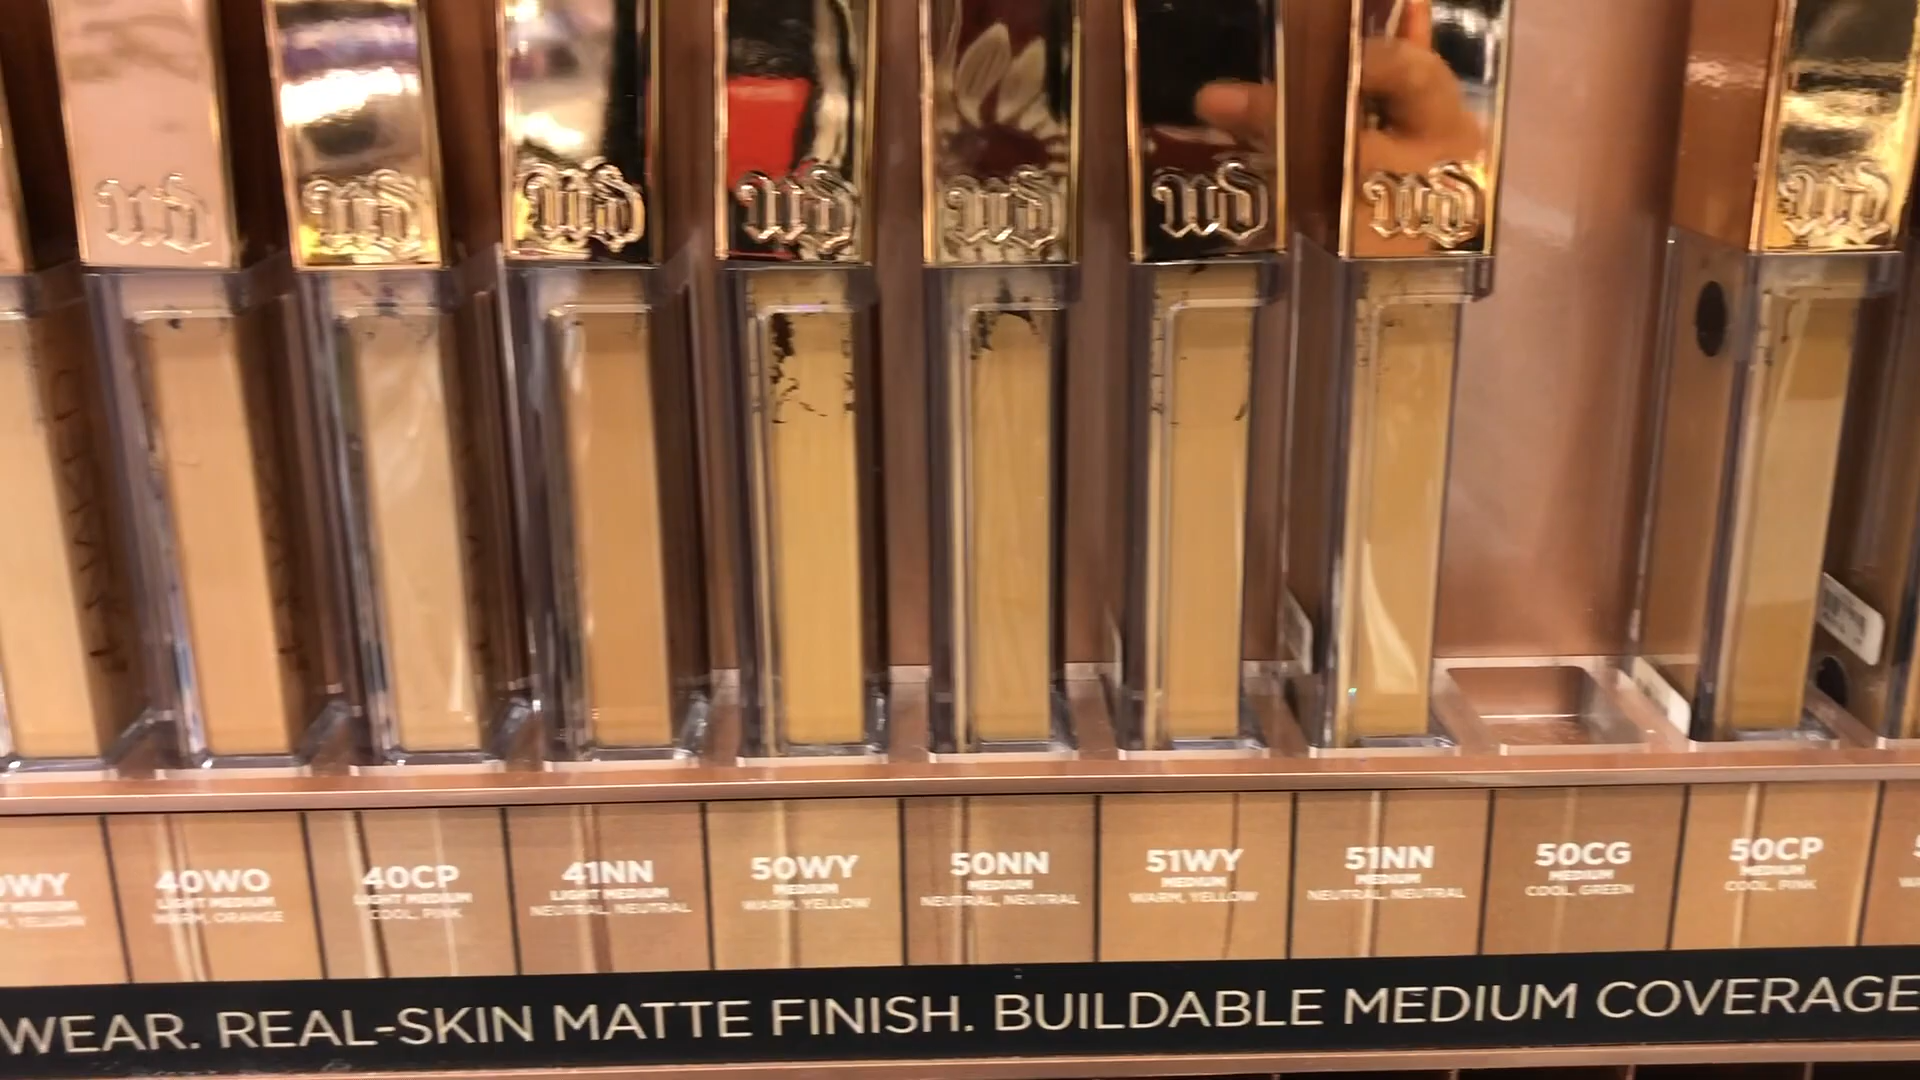 ud ud ud ud ud ud ud ud
40WO
LIGHT MEDIUM
WARM, ORANGE
40CP
LIGHT MEDIUM
COOL, PINK
41NN
LIGHT MEDIUM
NEUTRAL, NEUTRAL
50WY
MEDIUM
WARM, YELLOW
50NN
MEDIUM
NEUTRAL, NEUTRAL
51WY
MEDIUM
WARM, YELLOW
51NN
MEDIUM
NEUTRAL, NEUTRAL
50CG
MEDIUM
COOL, GREEN
50CP
MEDIUM
COOL, PINK
WEAR. REAL-SKIN MATTE FINISH. BUILDABLE MEDIUM COVERAGE